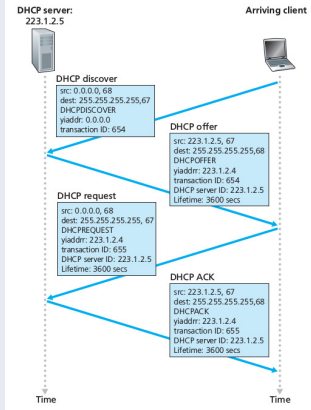 DHCP server:
223.1.2.5
Arriving client
DHCP discover
src: 0.0.0.0, 68
dest: 255.255.255.255,67
DHCPDISCOVER
yiaddr: 0.0.0.0
transaction ID: 654
DHCP offer
src: 223.1.2.5, 67
dest: 255.255.255.255,68
DHCPOFFER
yiaddrr: 223.1.2.4
transaction ID: 654
DHCP server ID: 223.1.2.5
Lifetime: 3600 secs
DHCP request
src: 0.0.0.0, 68
dest: 255.255.255.255, 67
DHCPREQUEST
yiaddrr: 223.1.2.4
transaction ID: 655
DHCP server ID: 223.1.2.5
Lifetime: 3600 secs
DHCP ACK
src: 223.1.2.5, 67
dest: 255.255.255.255,68
DHCPACK
yiaddrr: 223.1.2.4
transaction ID: 655
DHCP server ID: 223.1.2.5
Lifetime: 3600 secs
Time
Time